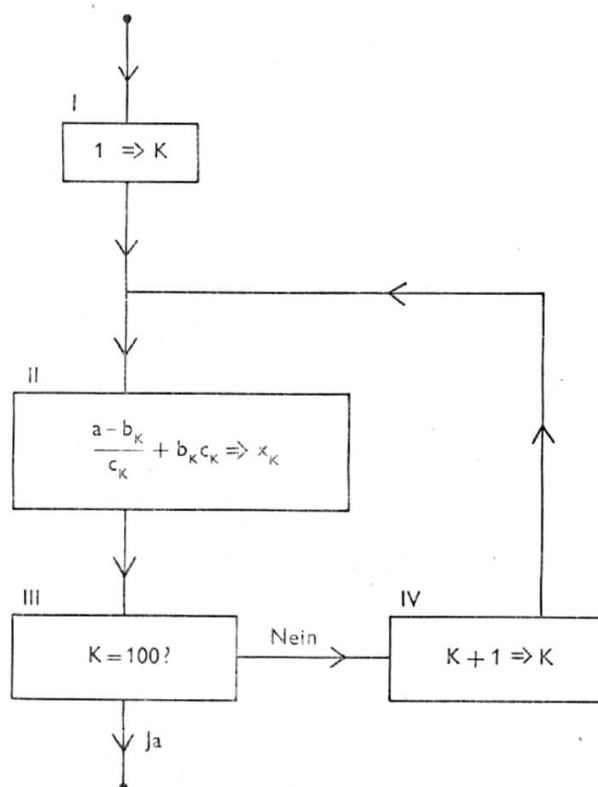 I
1 ⇒ K
II
a – b_K
c_K
+ b_K c_K ⇒ x_K
III
K = 100?
Nein
IV
K + 1 ⇒ K
Ja